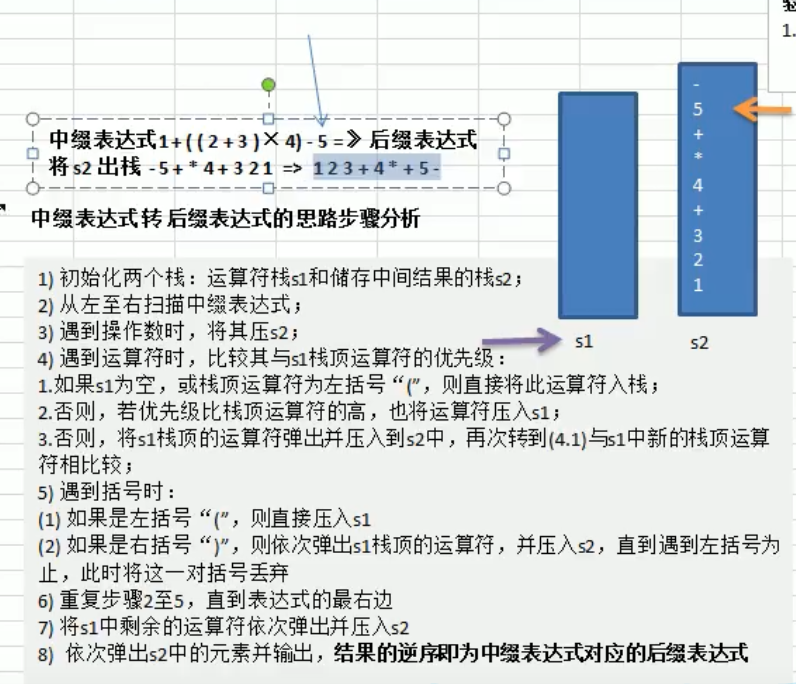 中缀表达式1+((2+3)×4)-5=》后缀表达式
将s2出栈 -5+*4+321 => 123+4*+5-
中缀表达式转后缀表达式的思路步骤分析
1) 初始化两个栈：运算符栈s1和储存中间结果的栈s2；
2) 从左至右扫描中缀表达式；
3) 遇到操作数时，将其压s2；
4) 遇到运算符时，比较其与s1栈顶运算符的优先级：
1.如果s1为空，或栈顶运算符为左括号“(”，则直接将此运算符入栈；
2.否则，若优先级比栈顶运算符的高，也将运算符压入s1；
3.否则，将s1栈顶的运算符弹出并压入到s2中，再次转到(4.1)与s1中新的栈顶运算
符相比较；
5) 遇到括号时：
(1) 如果是左括号“(”，则直接压入s1
(2) 如果是右括号“)”，则依次弹出s1栈顶的运算符，并压入s2，直到遇到左括号为
止，此时将这一对括号丢弃
6) 重复步骤2至5，直到表达式的最右边
7) 将s1中剩余的运算符依次弹出并压入s2
8) 依次弹出s2中的元素并输出，结果的逆序即为中缀表达式对应的后缀表达式
s1
-
5
+
*
4
+
3
2
1
s2
1.